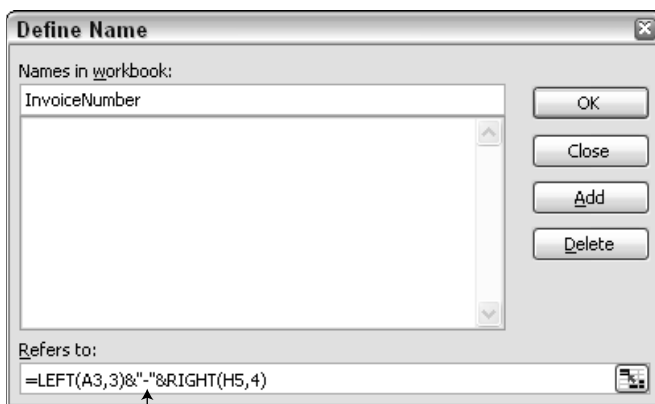 Define Name
Names in workbook:
InvoiceNumber
OK
Close
Add
Delete
Refers to:
=LEFT(A3,3)&"-"&RIGHT(H5,4)